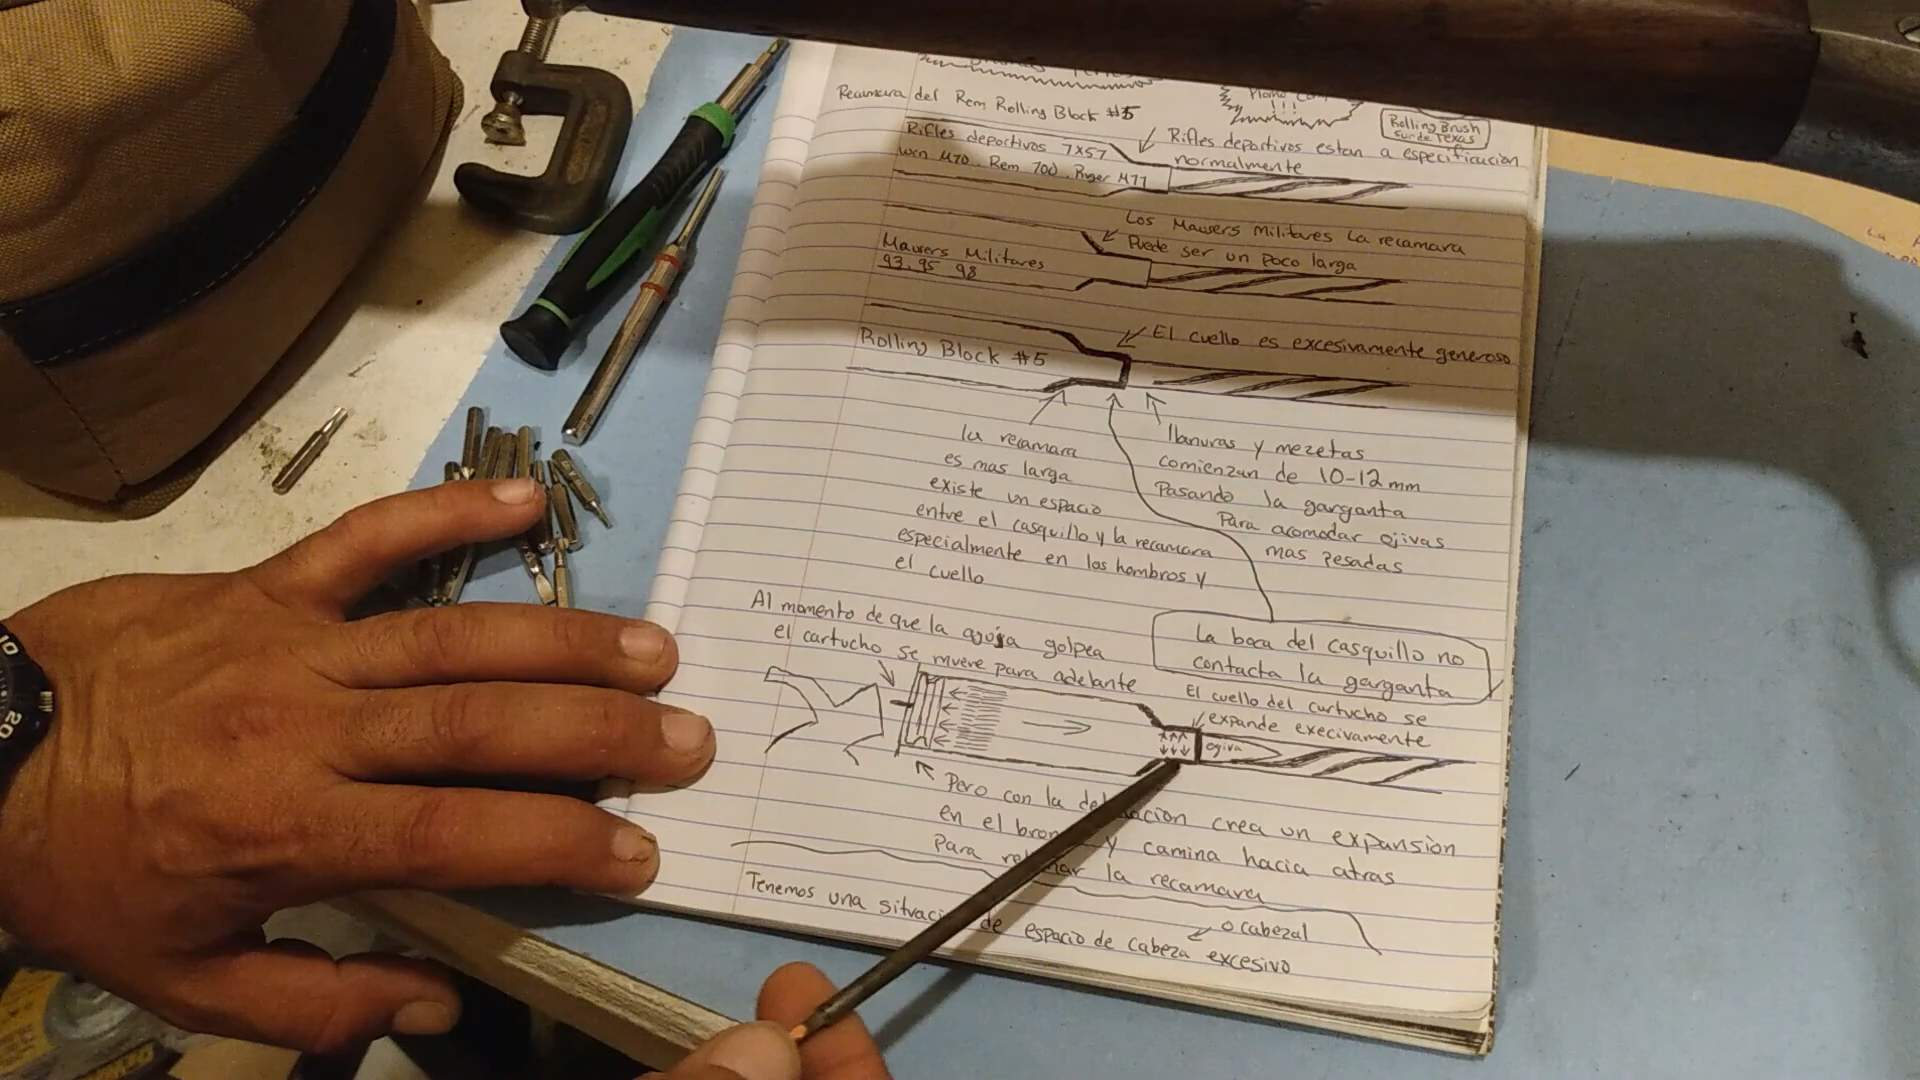 Recamara del Rem Rolling Block #5
!!!
Rolling Brush
Sur de Texas
Rifles deportivos 7x57
Win M70. Rem 700. Ruger M77
Rifles deportivos estan a especificacion
normalmente
Los Mausers Militares La recamara
Puede ser un poco larga
Mausers Militares
93. 95 98
El cuello es excesivamente generoso
Rolling Block #5
la recamara
es mas larga
existe un espacio
entre el casquillo y la recamara
especialmente en los hombros y
el cuello
llanuras y mezetas
comienzan de 10-12 mm
Pasando la garganta
Para acomodar ojivas
mas pesadas
La boca del casquillo no
contacta la garganta
Al momento de que la aguja golpea
el cartucho se mueve para adelante
El cuello del cartucho se
expande execivamente
ogiva
Pero con la crea un expansion
en el y camina hacia atras
Para la recamara
Tenemos una de espacio de cabeza excesivo
o cabezal